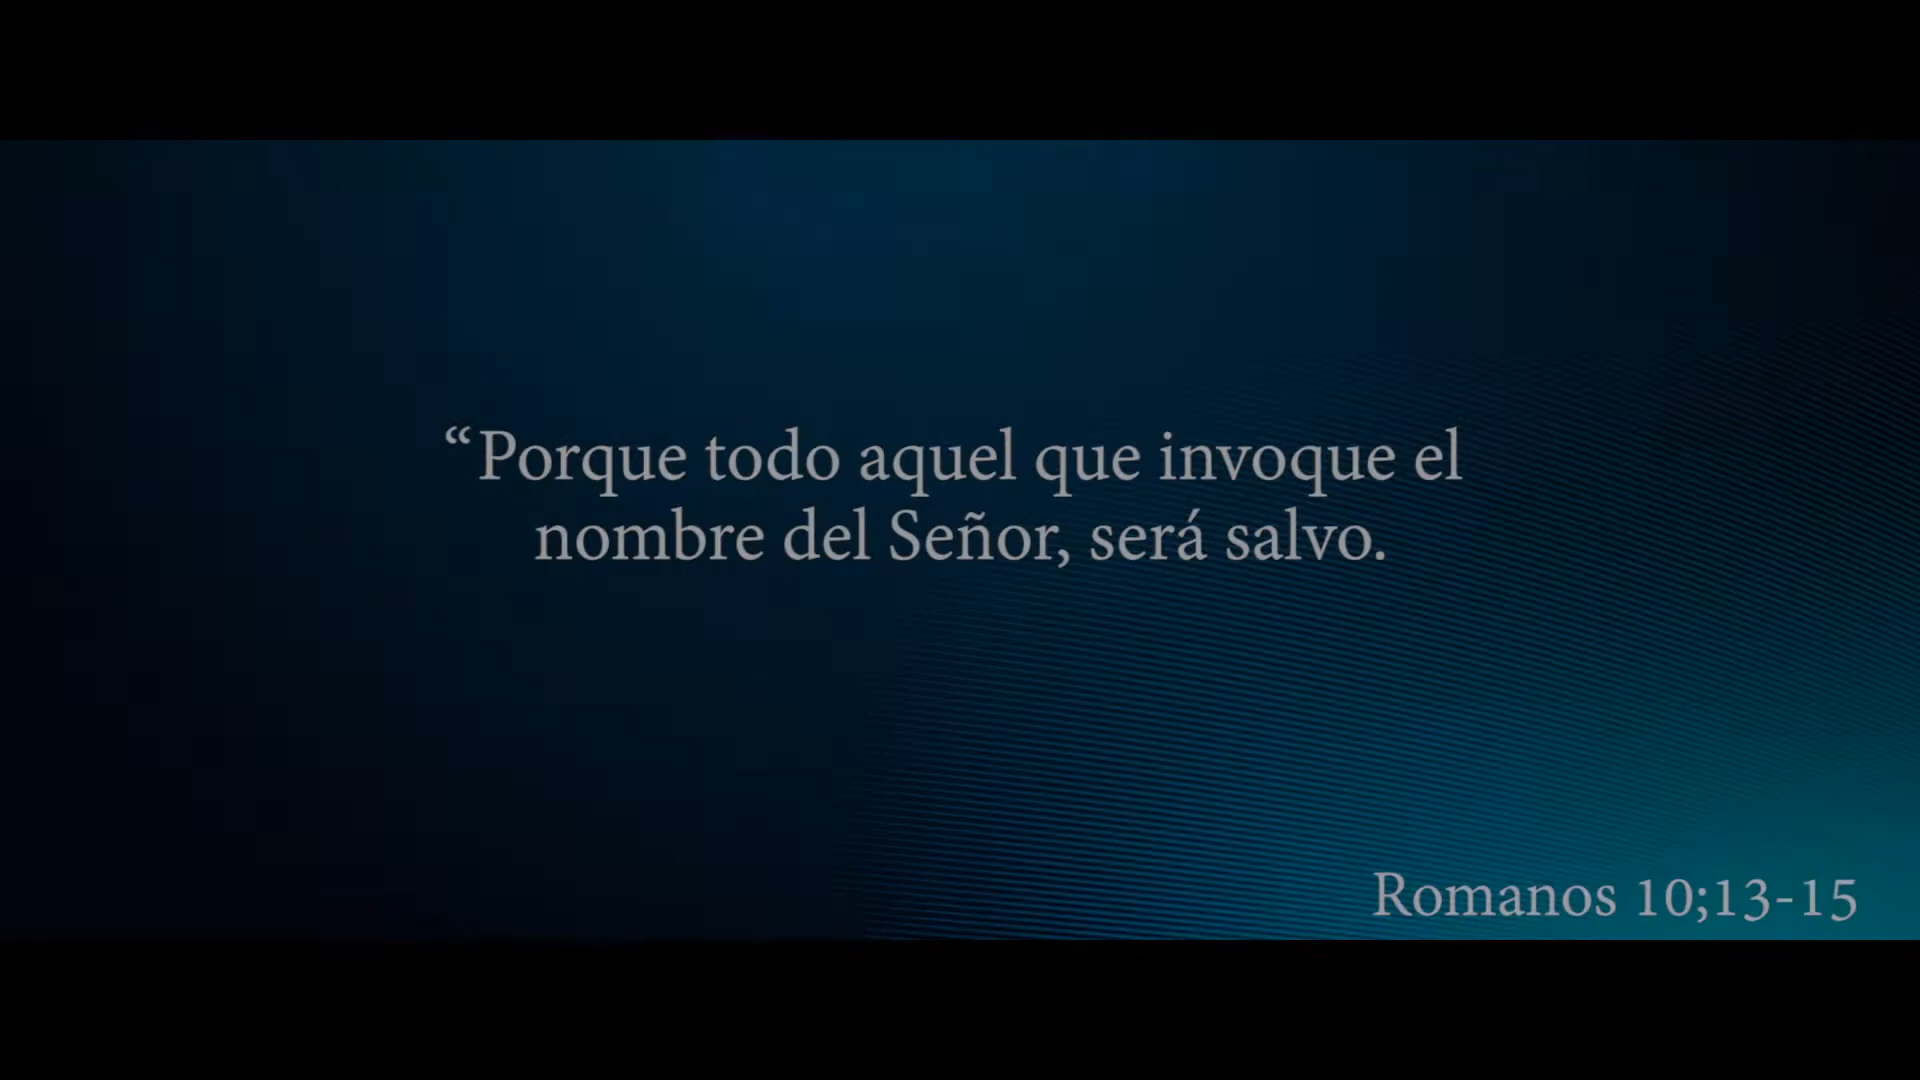 “Porque todo aquel que invoque el
nombre del Señor, será salvo.
Romanos 10;13-15